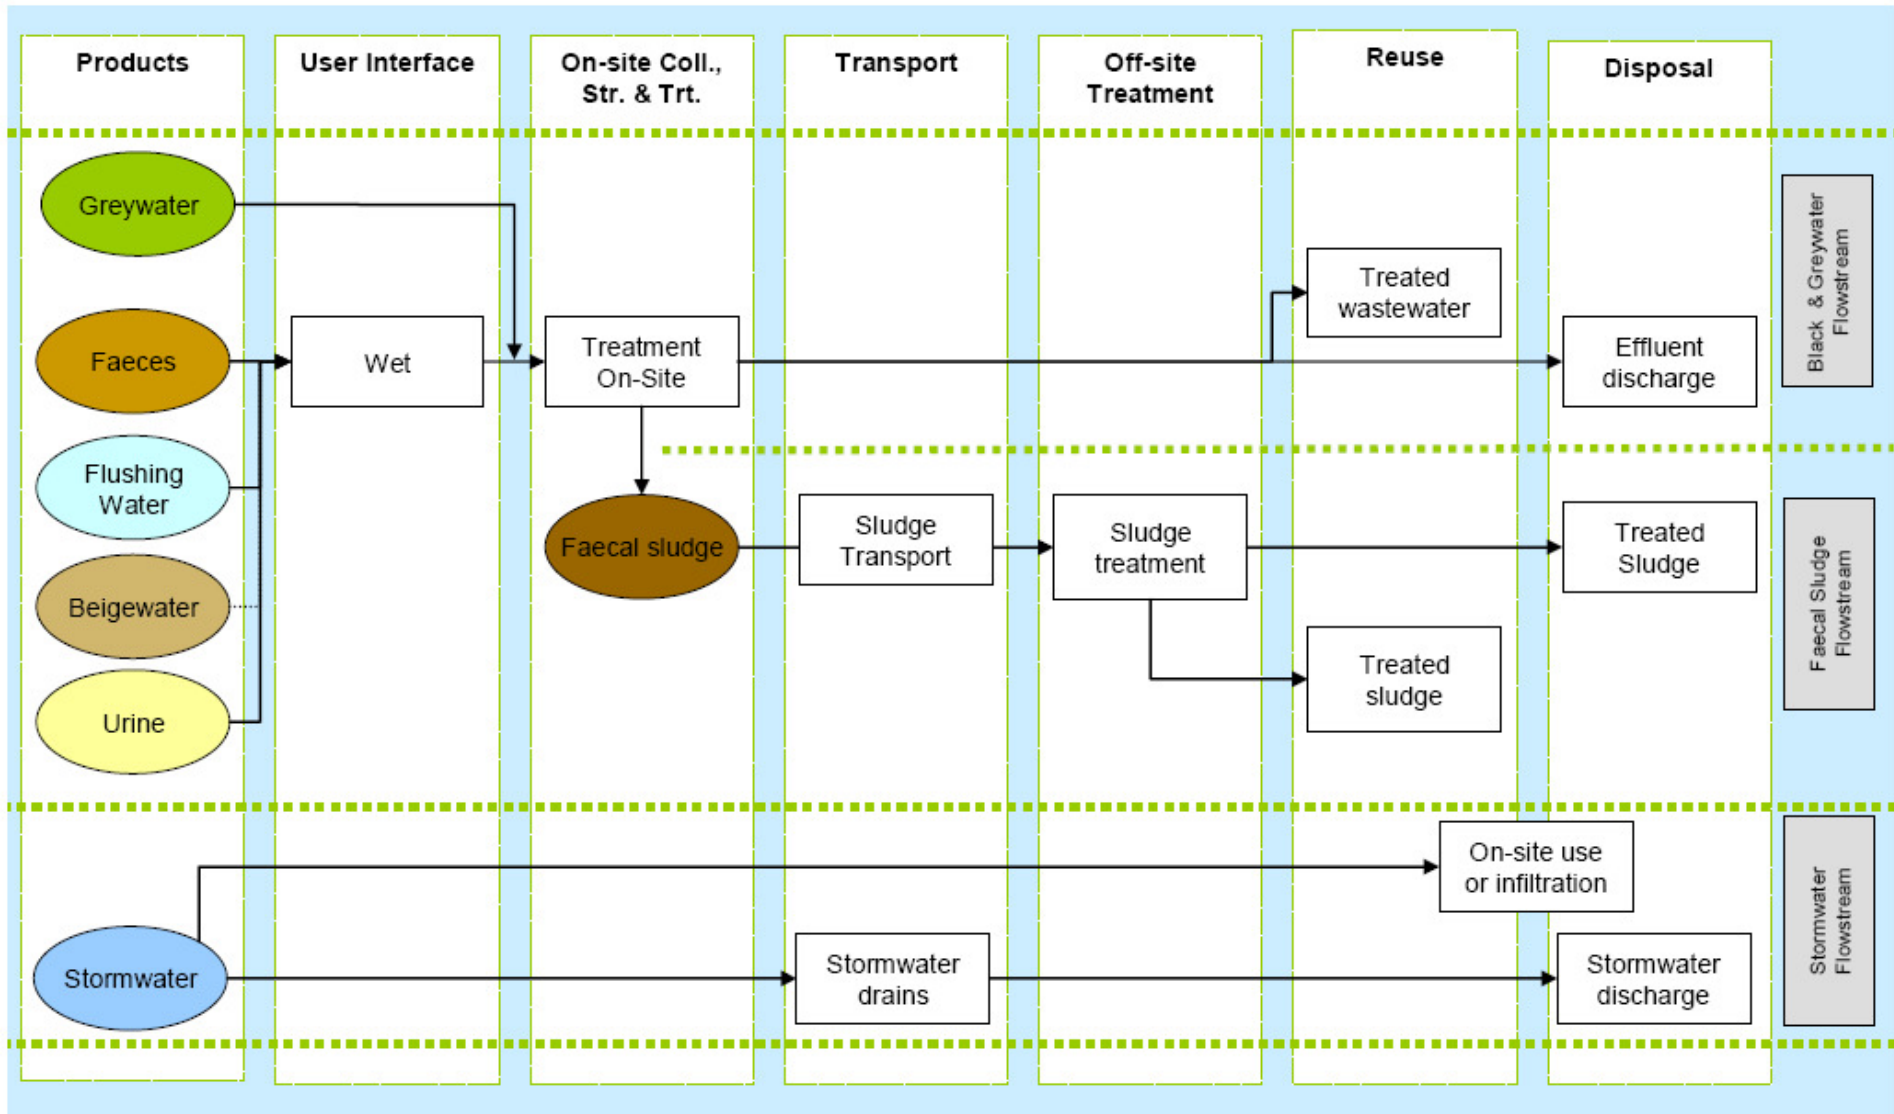 Products
User Interface
On-site Coll.,
Str. & Trt.
Transport
Off-site
Treatment
Reuse
Disposal
Greywater
Faeces
Flushing
Water
Beigewater
Urine
Wet
Treatment
On-Site
Treated
wastewater
Effluent
discharge
Black & Greywater
Flowstream
Faecal sludge
Sludge
Transport
Sludge
treatment
Treated
Sludge
Treated
sludge
Faecal Sludge
Flowstream
Stormwater
On-site use
or infiltration
Stormwater
drains
Stormwater
discharge
Stormwater
Flowstream